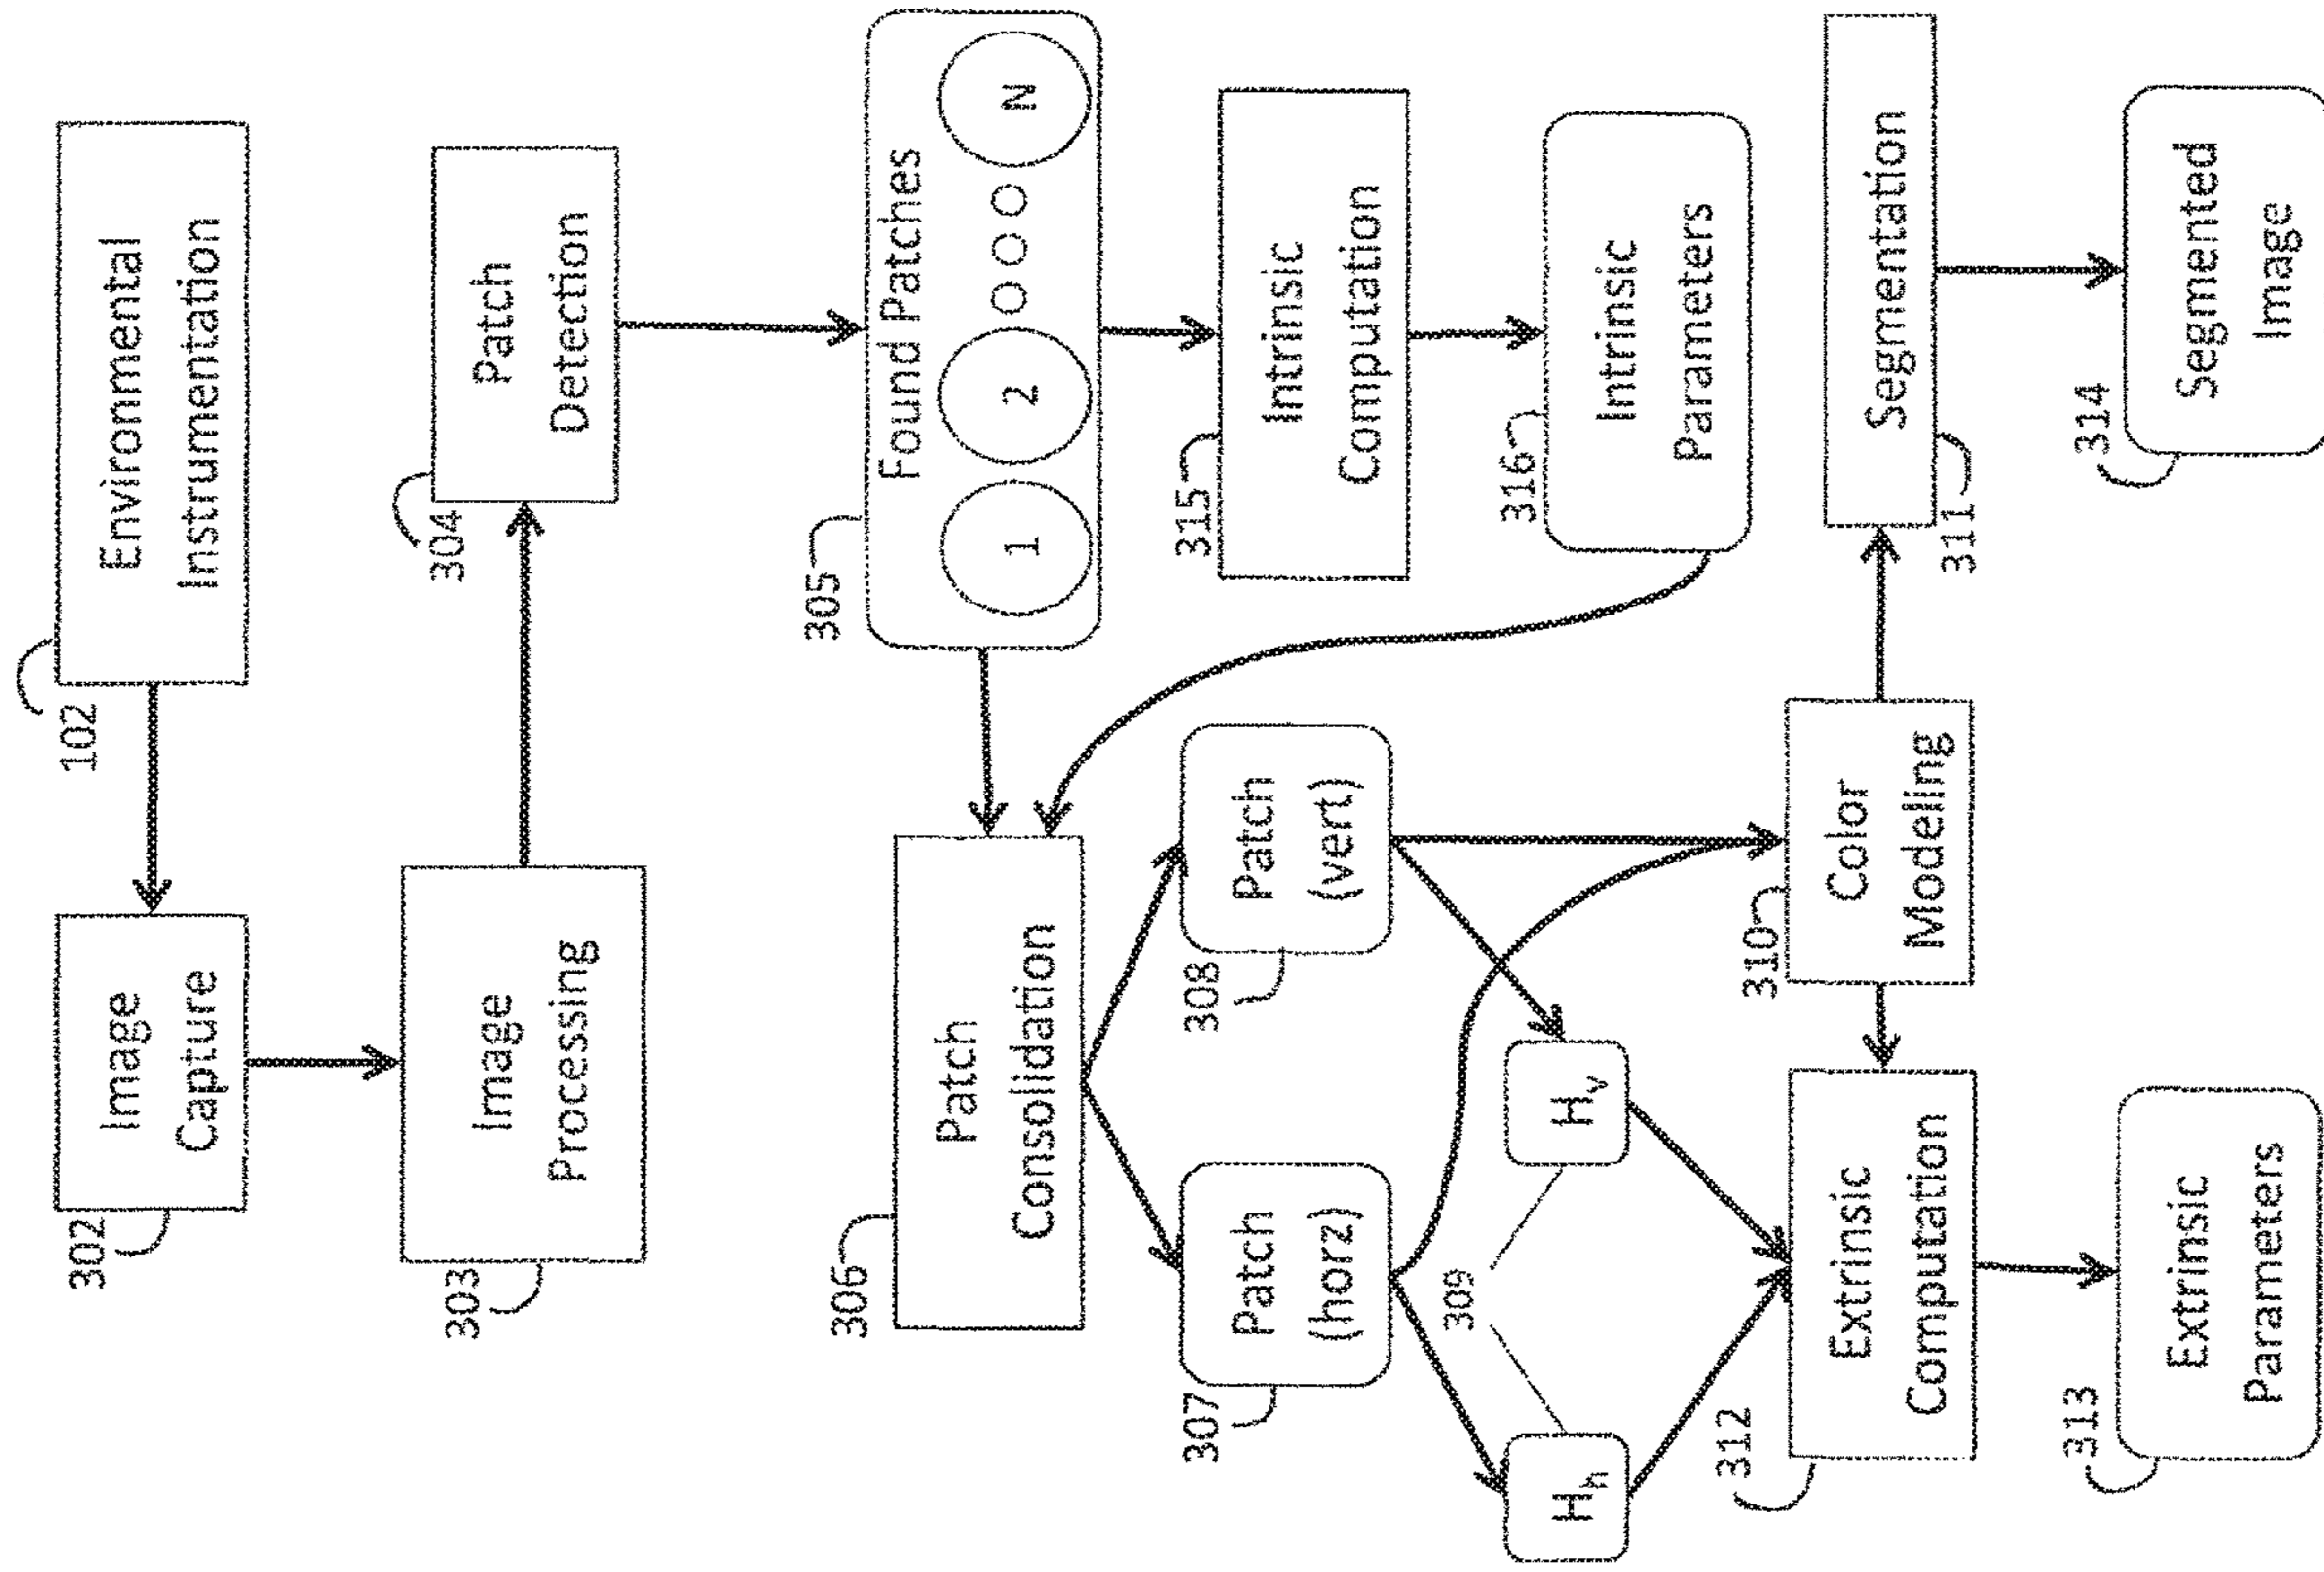 102
Environmental
Instrumentation
302
Image
Capture
303
Image
Processing
304
Patch
Detection
305
Found Patches
1
2
N
306
Patch
Consolidation
315
Intrinsic
Computation
316
Intrinsic
Parameters
307
Patch
(horz)
308
Patch
(vert)
309
Hh
Hv
310
Color
Modeling
311
Segmentation
312
Extrinsic
Computation
313
Extrinsic
Parameters
314
Segmented
Image